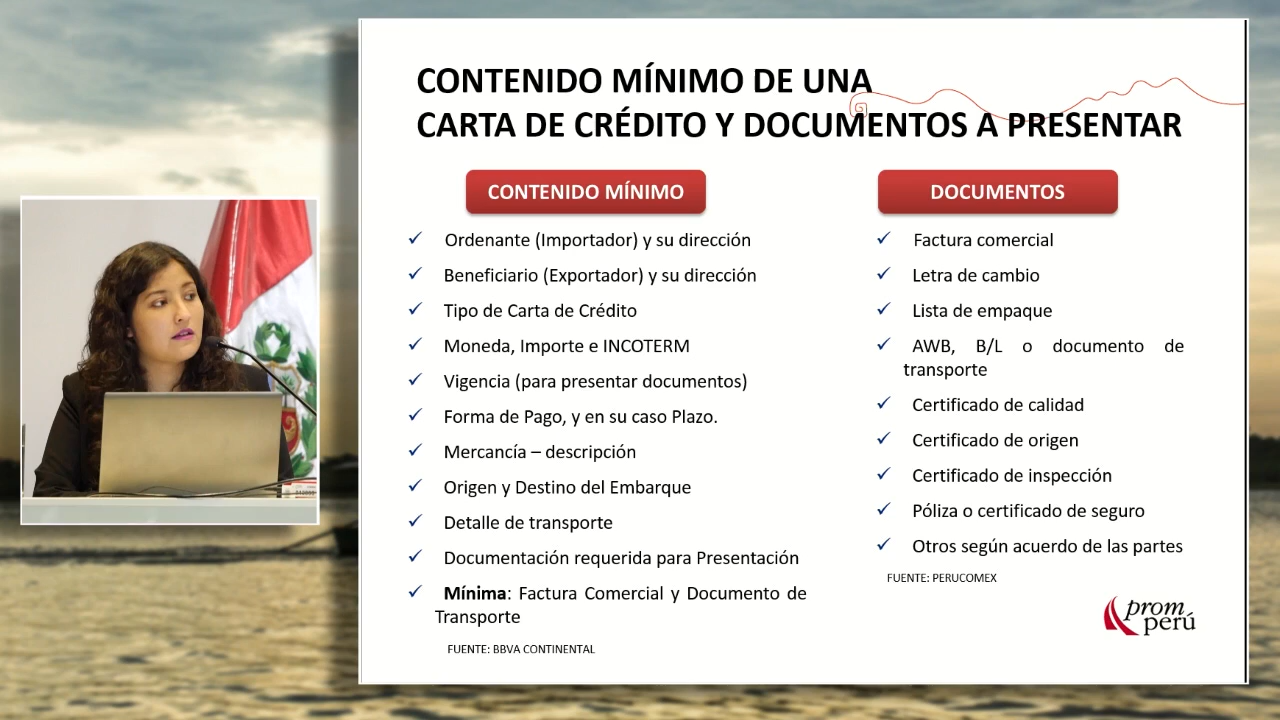 CONTENIDO MÍNIMO DE UNA
CARTA DE CRÉDITO Y DOCUMENTOS A PRESENTAR
CONTENIDO MÍNIMO
Ordenante (Importador) y su dirección
Beneficiario (Exportador) y su dirección
Tipo de Carta de Crédito
Moneda, Importe e INCOTERM
Vigencia (para presentar documentos)
Forma de Pago, y en su caso Plazo.
Mercancía – descripción
Origen y Destino del Embarque
Detalle de transporte
Documentación requerida para Presentación
Mínima: Factura Comercial y Documento de
Transporte
FUENTE: BBVA CONTINENTAL
DOCUMENTOS
Factura comercial
Letra de cambio
Lista de empaque
AWB, B/L o documento de
transporte
Certificado de calidad
Certificado de origen
Certificado de inspección
Póliza o certificado de seguro
Otros según acuerdo de las partes
FUENTE: PERUCOMEX
prom
perú